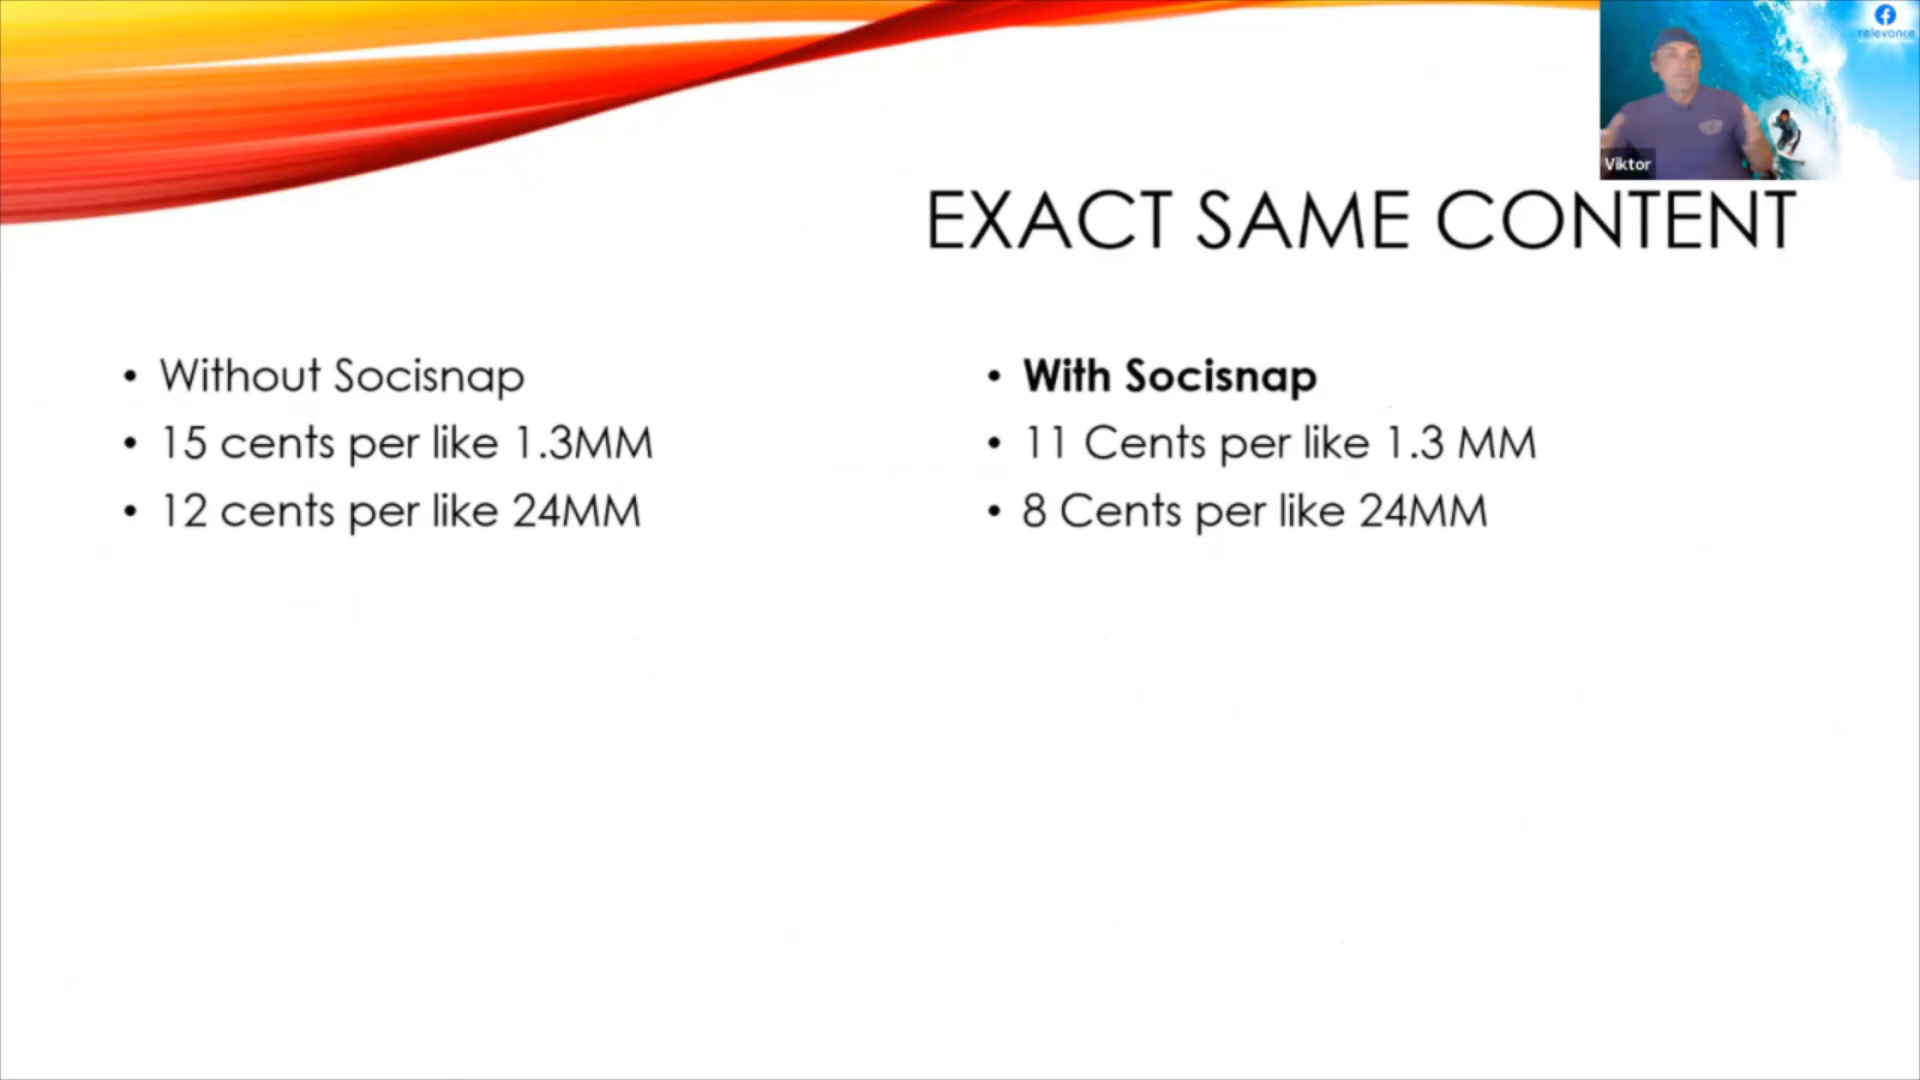 relevance
Viktor
EXACT SAME CONTENT
• Without Socisnap
• 15 cents per like 1.3MM
• 12 cents per like 24MM
• With Socisnap
• 11 Cents per like 1.3 MM
• 8 Cents per like 24MM